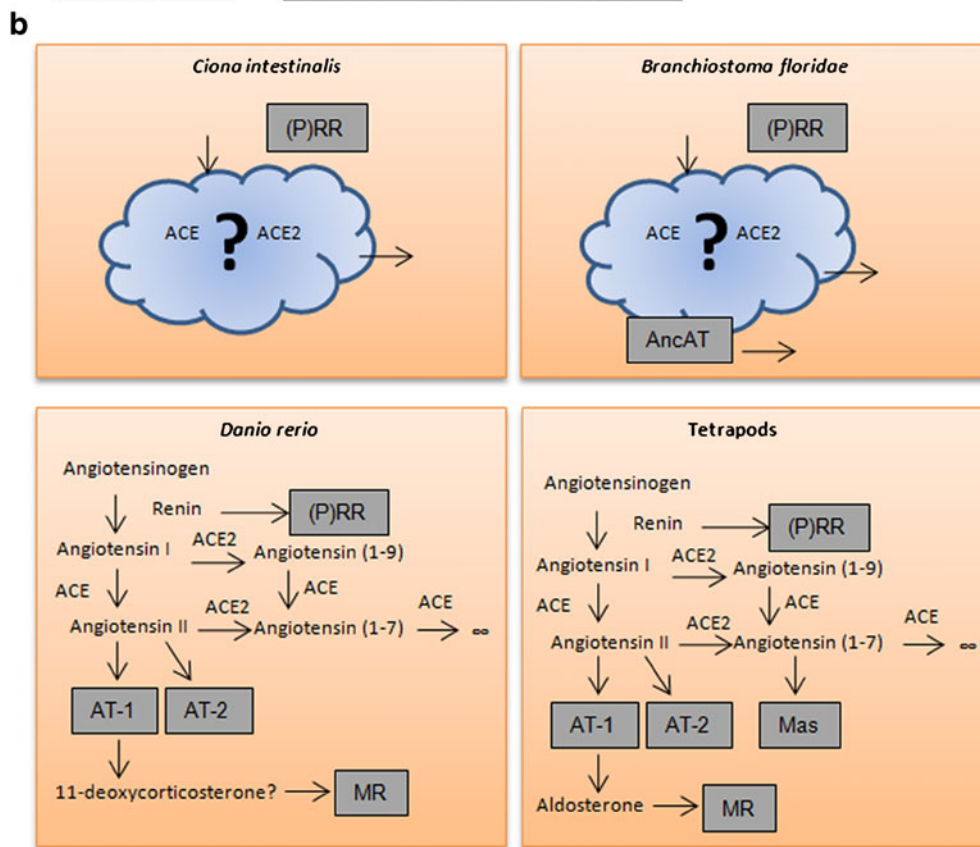 b
Ciona intestinalis
(P)RR
ACE ? ACE2
Branchiostoma floridae
(P)RR
ACE ? ACE2
AncAT
Danio rerio
Angiotensinogen
Renin
(P)RR
Angiotensin I
ACE2
Angiotensin (1-9)
ACE
ACE
Angiotensin II
ACE2
Angiotensin (1-7)
ACE
∞
AT-1
AT-2
11-deoxycorticosterone?
MR
Tetrapods
Angiotensinogen
Renin
(P)RR
Angiotensin I
ACE2
Angiotensin (1-9)
ACE
ACE
Angiotensin II
ACE2
Angiotensin (1-7)
ACE
∞
AT-1
AT-2
Mas
Aldosterone
MR